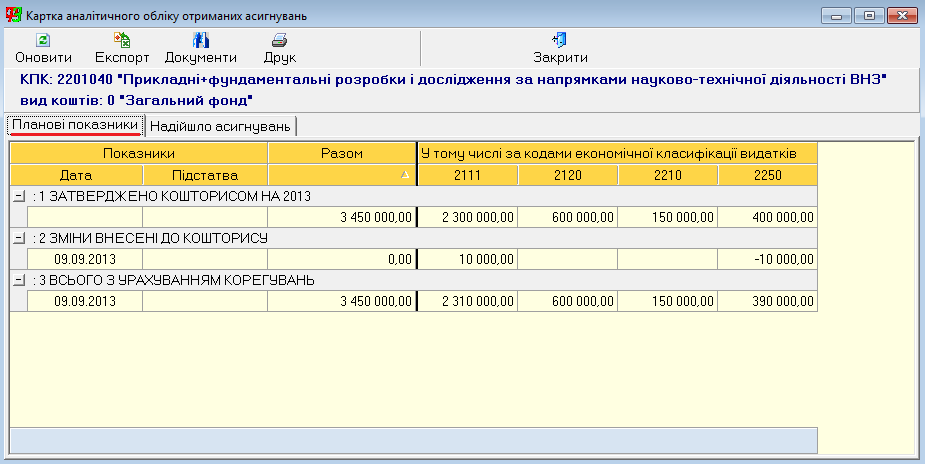 Картка аналітичного обліку отриманих асигнувань
Оновити Експорт Документи Друк Закрити
КПК: 2201040 "Прикладні+фундаментальні розробки і дослідження за напрямками науково-технічної діяльності ВНЗ"
вид коштів: 0 "Загальний фонд"
Планові показники Надійшло асигнувань
Показники Разом У тому числі за кодами економічної класифікації видатків
Дата Підстатва 2111 2120 2210 2250
: 1 ЗАТВЕРДЖЕНО КОШТОРИСОМ НА 2013
3 450 000,00 2 300 000,00 600 000,00 150 000,00 400 000,00
: 2 ЗМІНИ ВНЕСЕНІ ДО КОШТОРИСУ
09.09.2013 0,00 10 000,00 -10 000,00
: 3 ВСЬОГО З УРАХУВАННЯМ КОРЕГУВАНЬ
09.09.2013 3 450 000,00 2 310 000,00 600 000,00 150 000,00 390 000,00